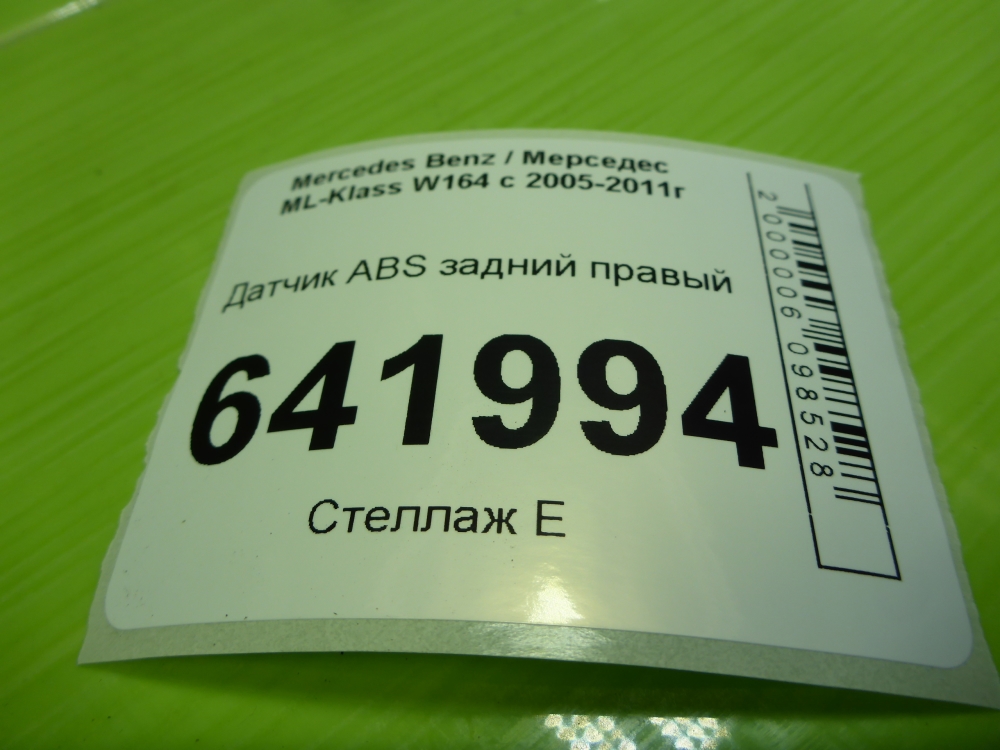 Mercedes Benz / Мерседес
ML-Klass W164 с 2005-2011г
Датчик ABS задний правый
641994
Стеллаж Е
2000006098528